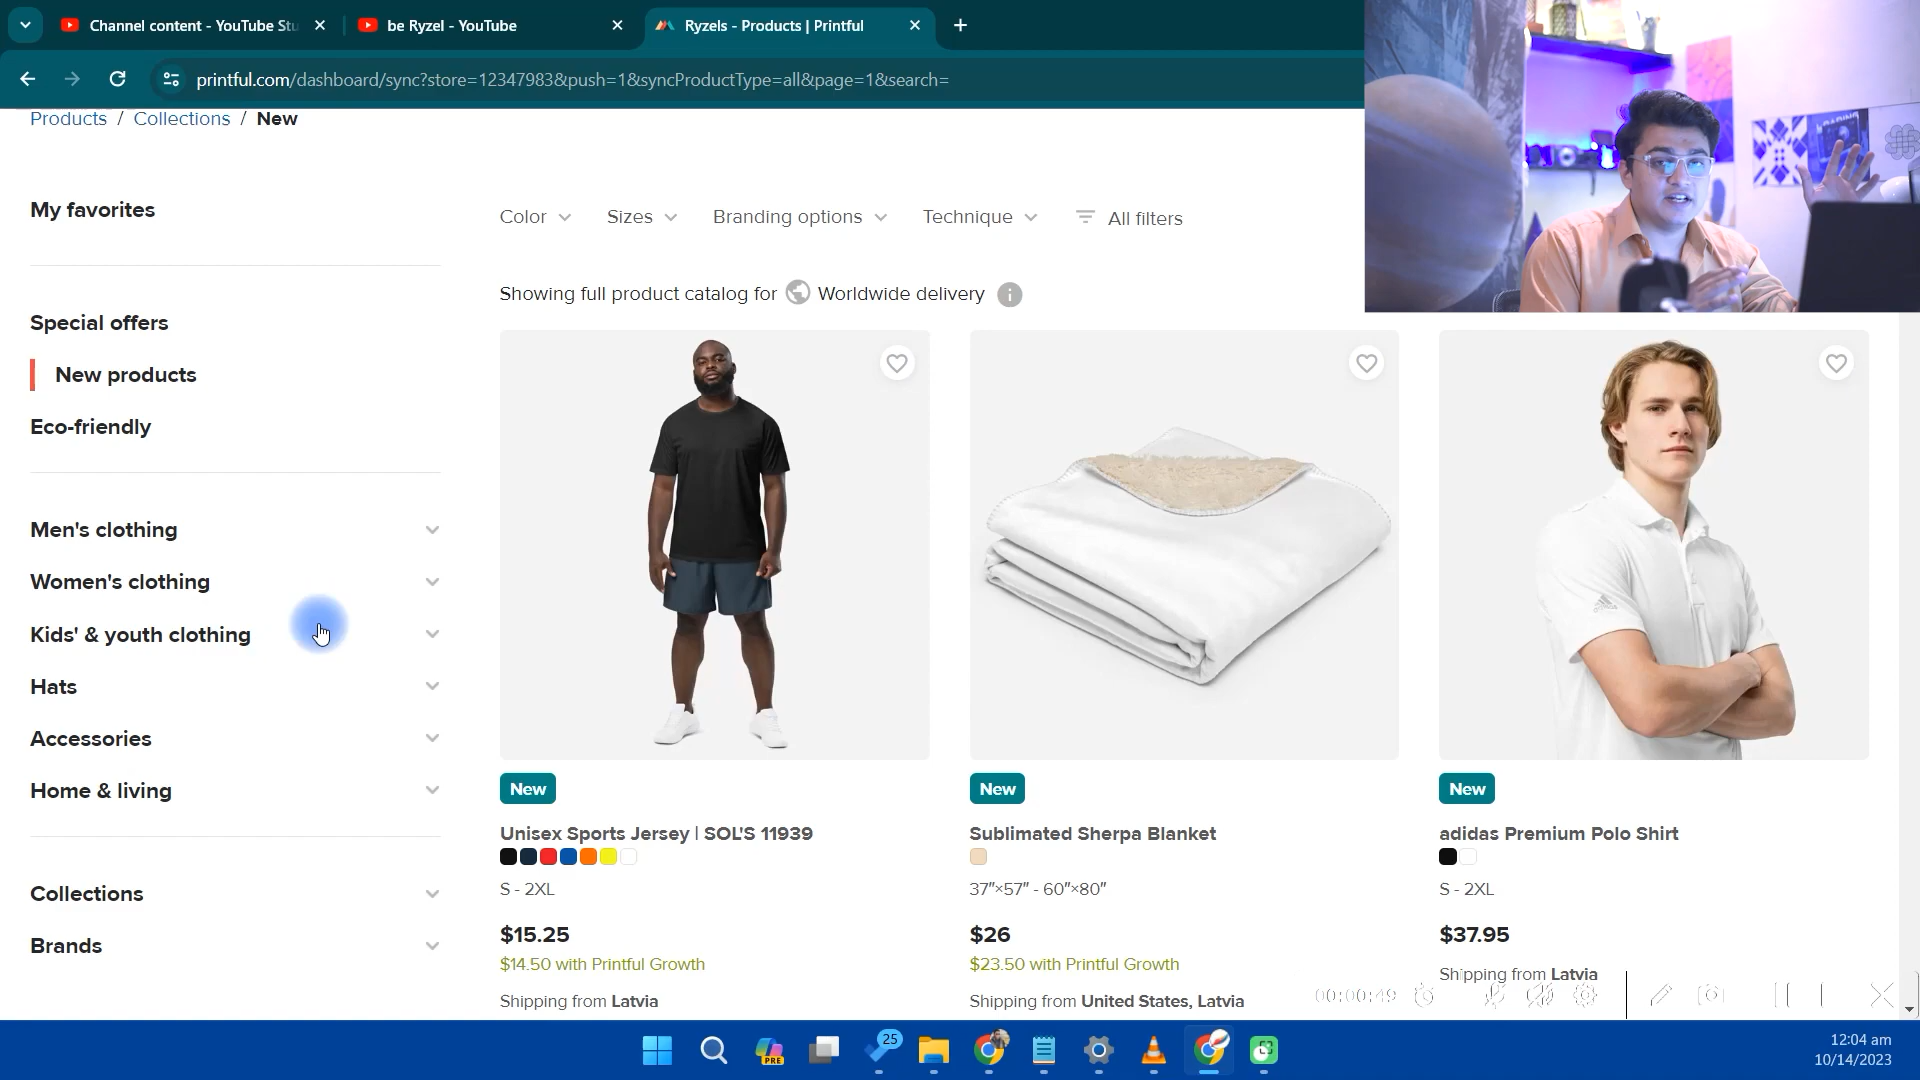 Channel content - YouTube Stu
be Ryzel - YouTube
Ryzels - Products | Printful
printful.com/dashboard/sync?store=12347983&push=1&syncProductType=all&page=1&search=
Products / Collections / New
My favorites
Special offers
New products
Eco-friendly
Men's clothing
Women's clothing
Kids' & youth clothing
Hats
Accessories
Home & living
Collections
Brands
Color
Sizes
Branding options
Technique
All filters
Showing full product catalog for Worldwide delivery
New
Unisex Sports Jersey | SOL'S 11939
S - 2XL
$15.25
$14.50 with Printful Growth
Shipping from Latvia
New
Sublimated Sherpa Blanket
37″×57″ - 60″×80″
$26
$23.50 with Printful Growth
Shipping from United States, Latvia
New
adidas Premium Polo Shirt
S - 2XL
$37.95
Shipping from Latvia
00:00:49
PRE
25
12:04 am
10/14/2023